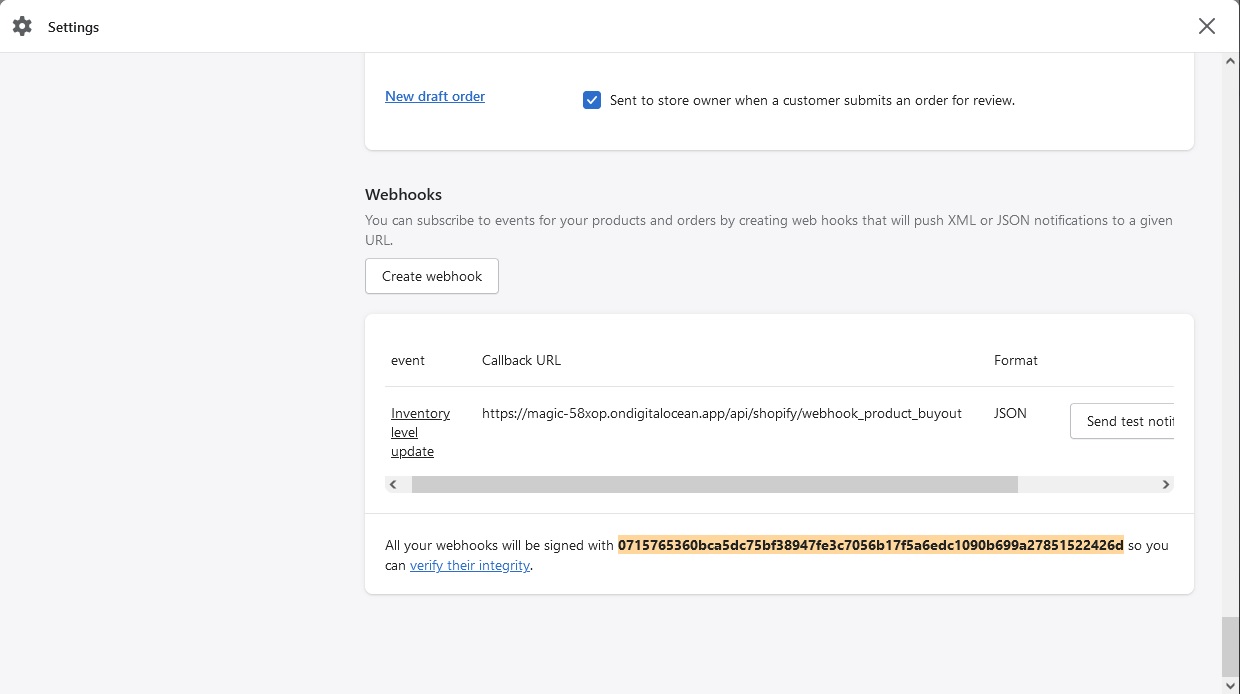 Settings
New draft order
Sent to store owner when a customer submits an order for review.
Webhooks
You can subscribe to events for your products and orders by creating web hooks that will push XML or JSON notifications to a given
URL.
Create webhook
event Callback URL Format
Inventory https://magic-58xop.ondigitalocean.app/api/shopify/webhook_product_buyout JSON Send test notif
level
update
All your webhooks will be signed with 0715765360bca5dc75bf38947fe3c7056b17f5a6edc1090b699a27851522426d so you
can verify their integrity.